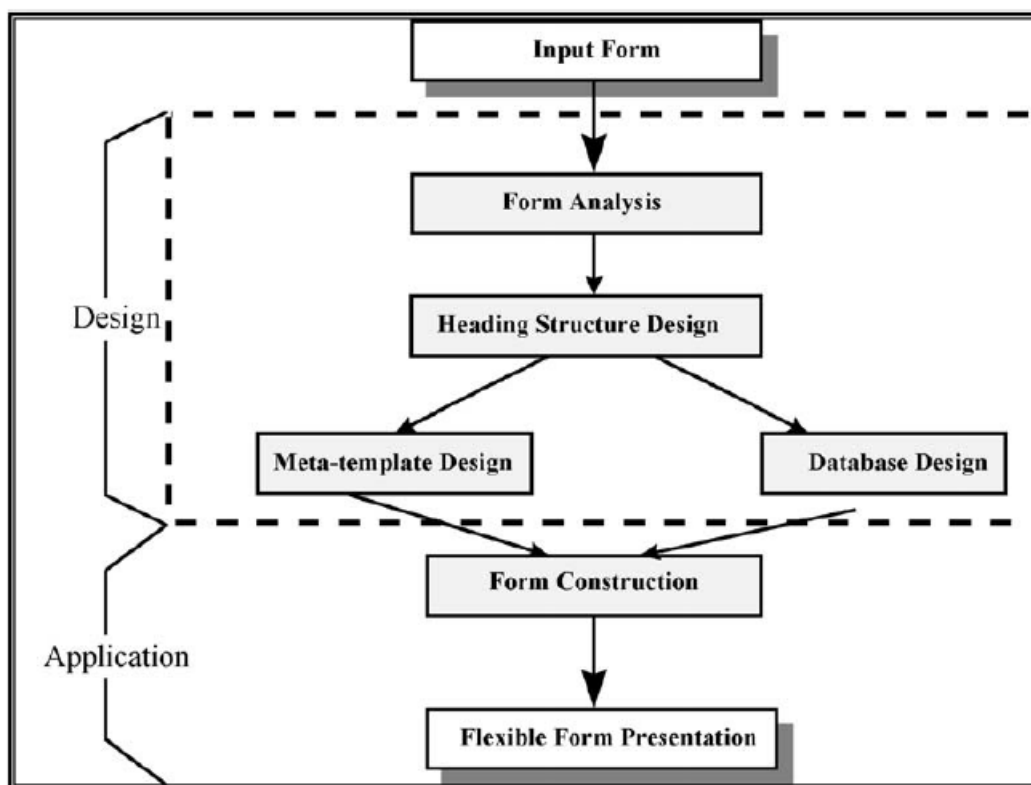 Input Form
Form Analysis
Design
Heading Structure Design
Meta-template Design
Database Design
Form Construction
Application
Flexible Form Presentation